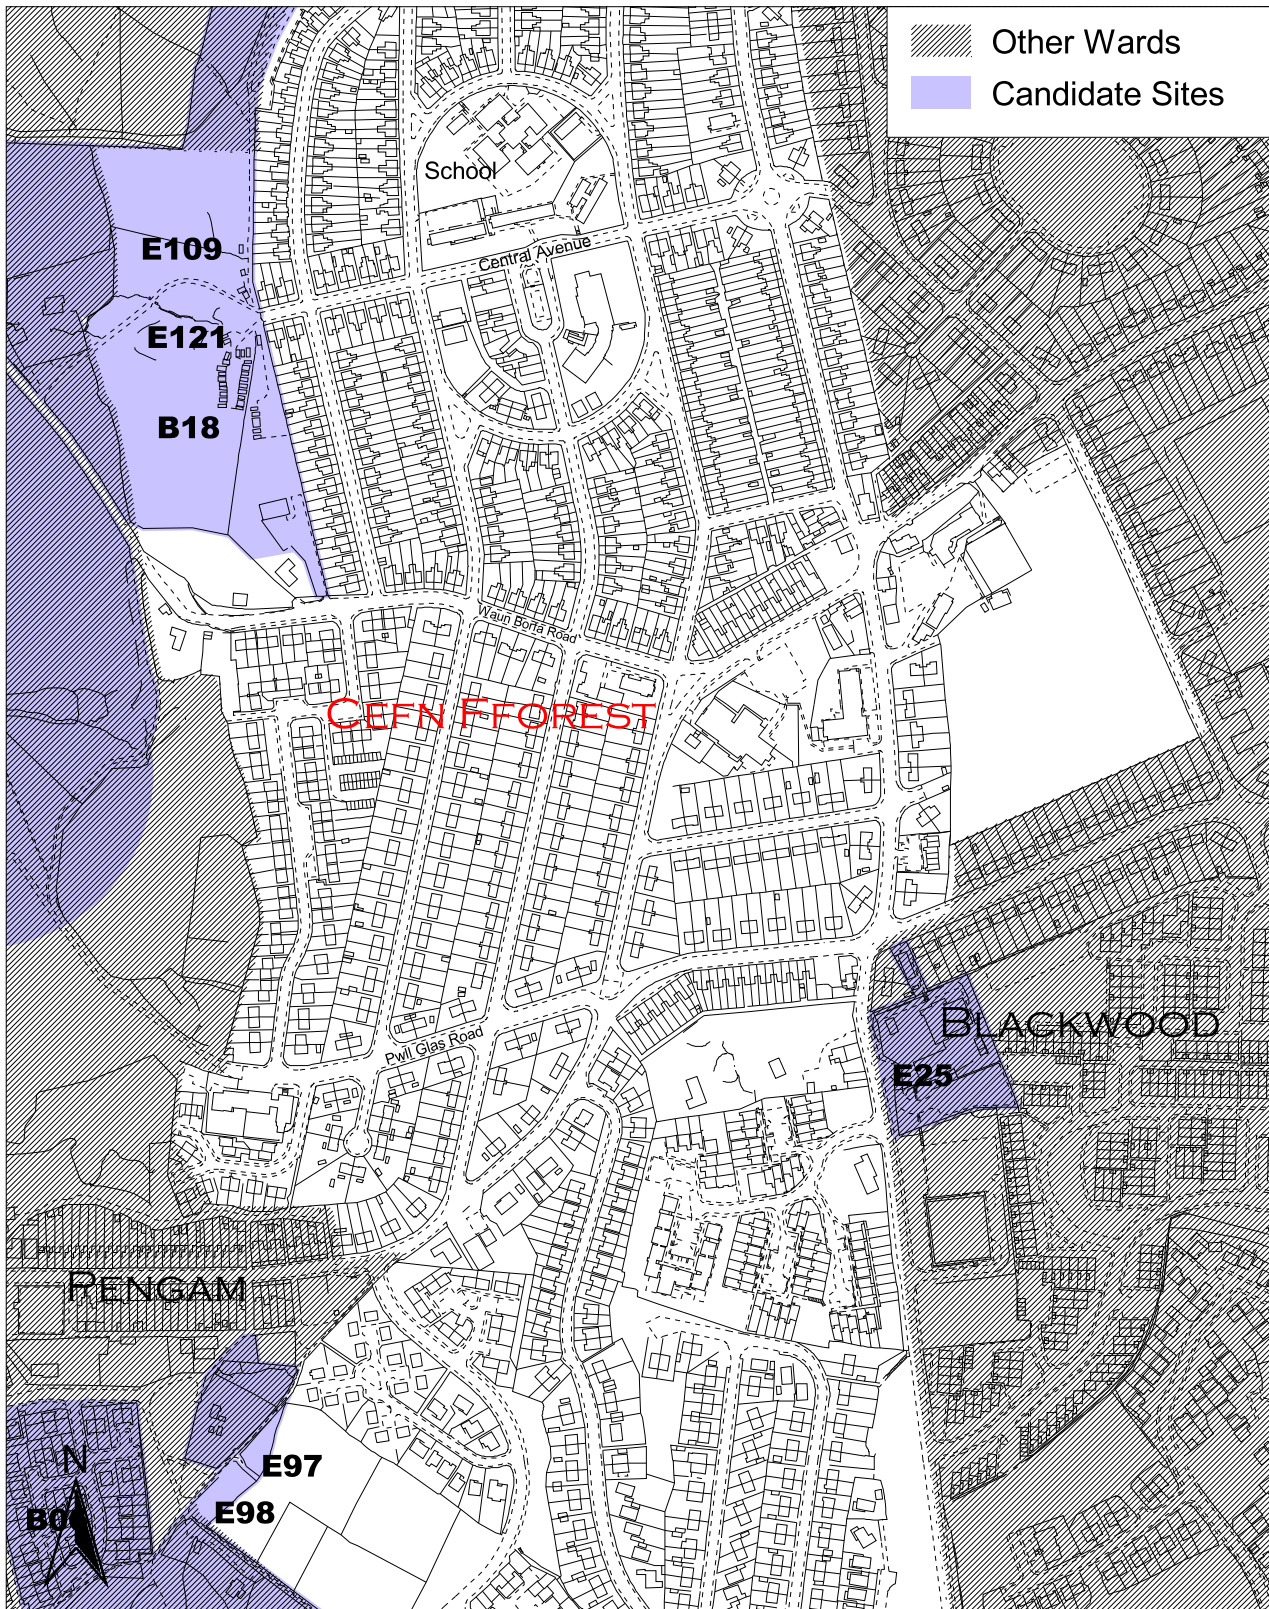 Other Wards
Candidate Sites
School
Central Avenue
E109
E121
B18
Waun Borfa Road
CEFN FFOREST
BLACKWOOD
Pwll Glas Road
E25
PENGAM
E97
N
E98